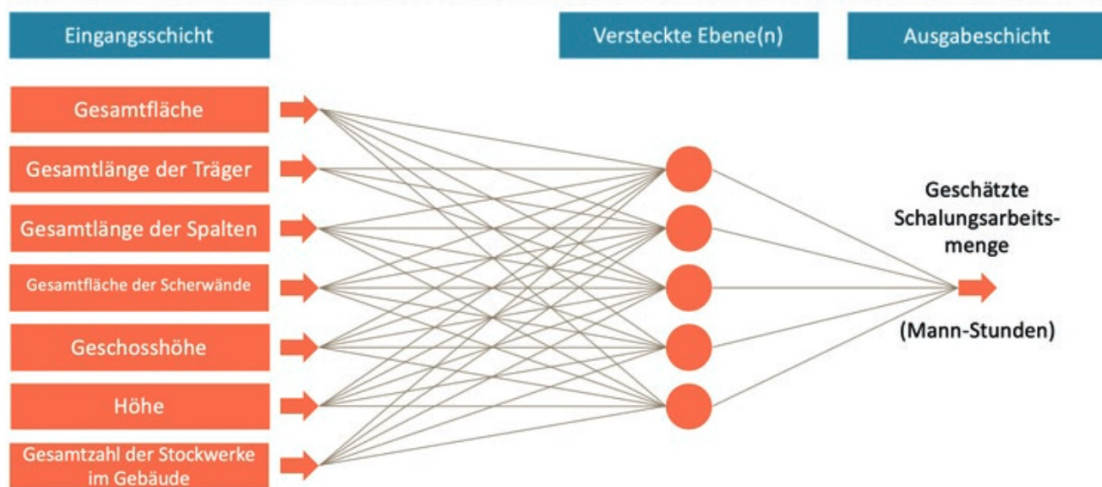 Eingangsschicht
Versteckte Ebene(n)
Ausgabeschicht
Gesamtfläche
Gesamtlänge der Träger
Gesamtlänge der Spalten
Gesamtfläche der Scherwände
Geschosshöhe
Höhe
Gesamtzahl der Stockwerke
im Gebäude
Geschätzte
Schalungsarbeits-
menge
(Mann-Stunden)